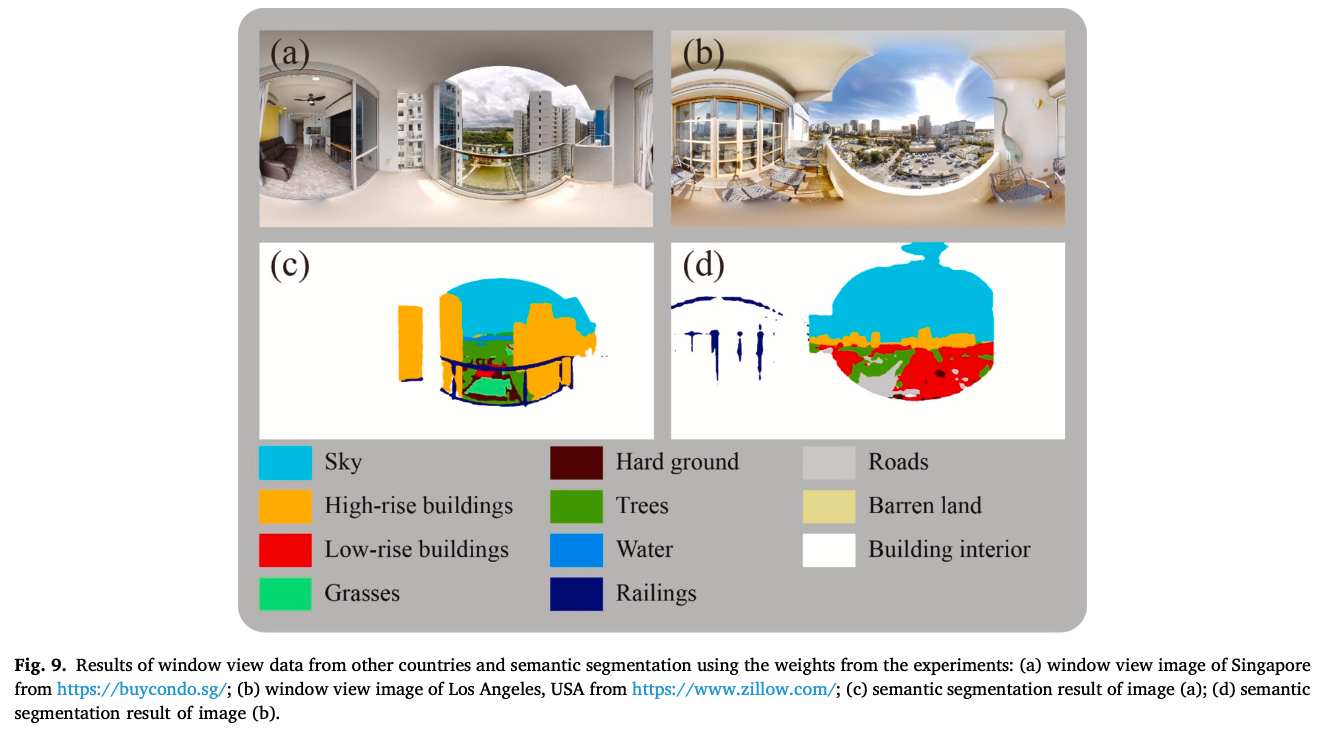 (a)
(b)
(c)
(d)
Sky
Hard ground
Roads
High-rise buildings
Trees
Barren land
Low-rise buildings
Water
Building interior
Grasses
Railings
Fig. 9. Results of window view data from other countries and semantic segmentation using the weights from the experiments: (a) window view image of Singapore
from https://buycondo.sg/; (b) window view image of Los Angeles, USA from https://www.zillow.com/; (c) semantic segmentation result of image (a); (d) semantic
segmentation result of image (b).